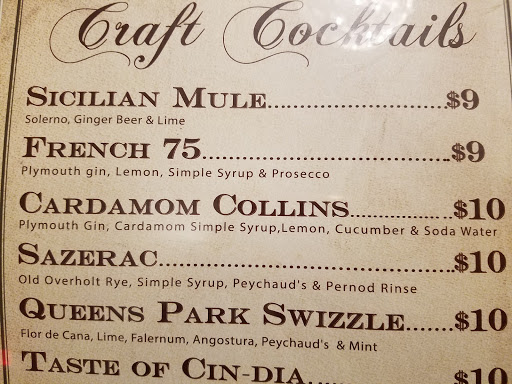 Craft Cocktails
SICILIAN MULE..............................$9
Solerno, Ginger Beer & Lime
FRENCH 75........................................$9
Plymouth gin, Lemon, Simple Syrup & Prosecco
CARDAMOM COLLINS.................$10
Plymouth Gin, Cardamom Simple Syrup,Lemon, Cucumber & Soda Water
SAZERAC................................................$10
Old Overholt Rye, Simple Syrup, Peychaud's & Pernod Rinse
QUEENS PARK SWIZZLE.........$10
Flor de Cana, Lime, Falernum, Angostura, Peychaud's & Mint
TASTE OF CIN-DIA.......................$10